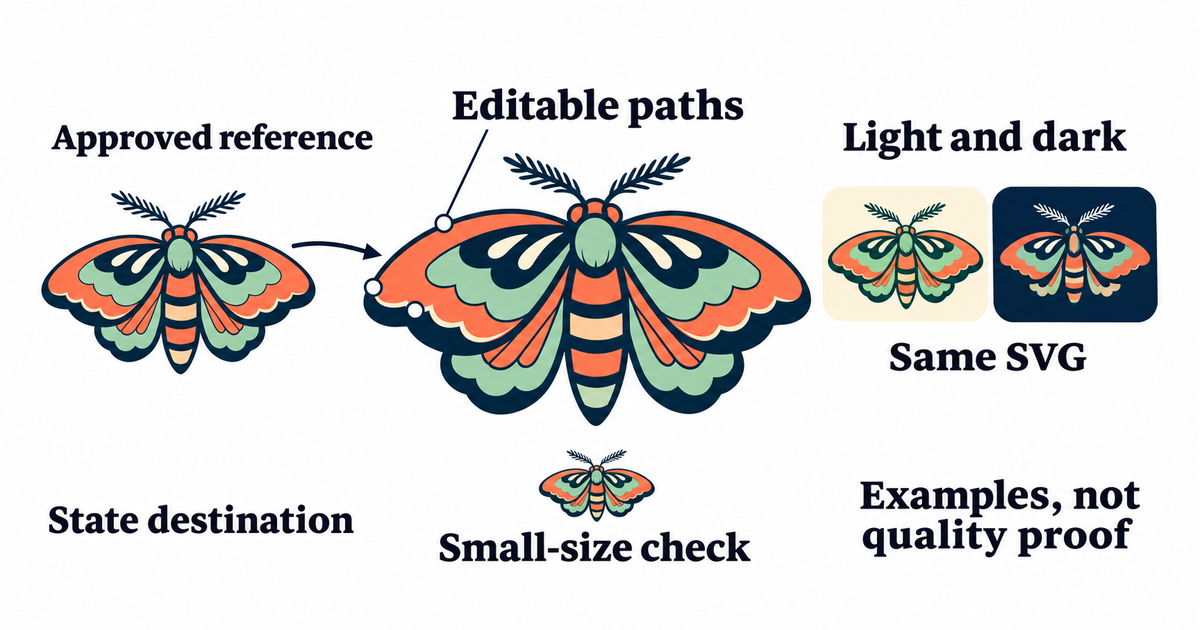 Approved reference
Editable paths
Light and dark
Same SVG
State destination
Small-size check
Examples, not
quality proof